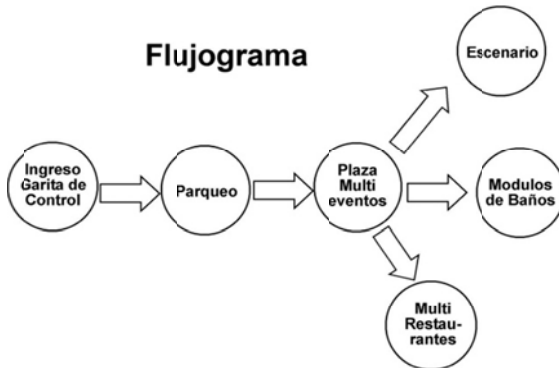 Flujograma
Escenario
Ingreso
Garita de
Control
Parqueo
Plaza
Multi
eventos
Modulos
de Baños
Multi
Restau-
rantes